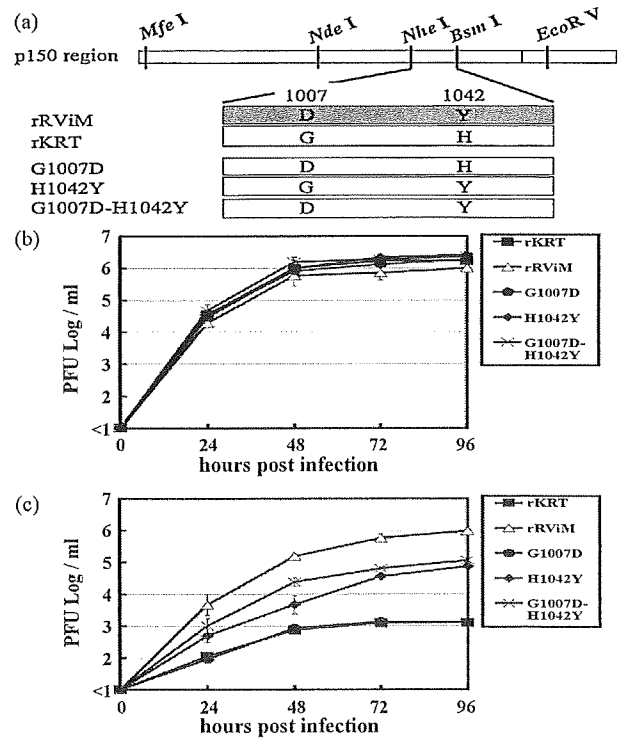 (a)
Mfe I Nde I Nhe I Bsm I EcoR V
p150 region
1007 1042
rRViM D Y
rKRT G H
G1007D D H
H1042Y G Y
G1007D-H1042Y D Y
(b)
7
6
5
4
3
2
<1
PFU Log / ml
0 24 48 72 96
hours post infection
rKRT
rRViM
G1007D
H1042Y
G1007D-
H1042Y
(c)
7
6
5
4
3
2
<1
PFU Log / ml
0 24 48 72 96
hours post infection
rKRT
rRViM
G1007D
H1042Y
G1007D-
H1042Y